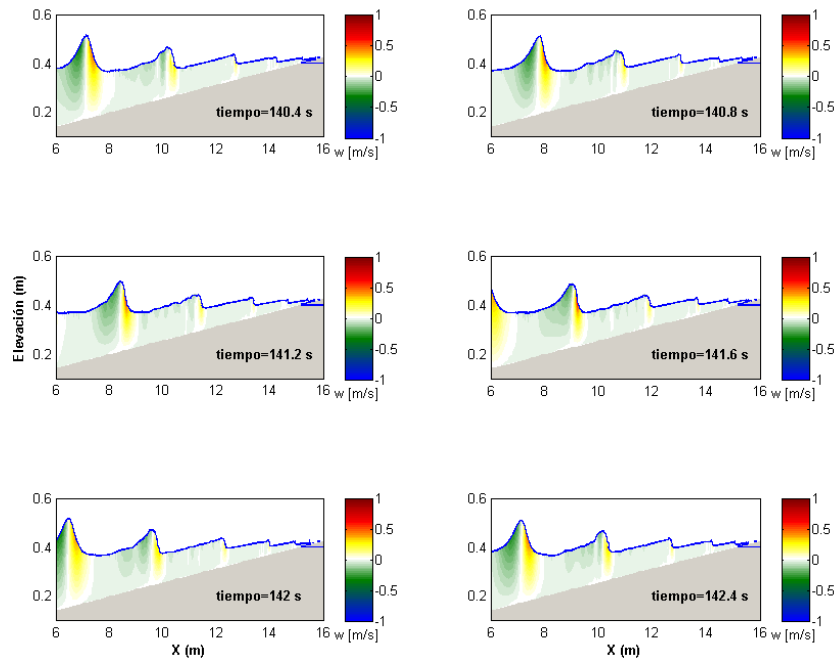 0.6
0.4
0.2
6 8 10 12 14 16
tiempo=140.4 s
1
0.5
0
-0.5
-1
w [m/s]
0.6
0.4
0.2
6 8 10 12 14 16
tiempo=140.8 s
1
0.5
0
-0.5
-1
w [m/s]
Elevación (m)
0.6
0.4
0.2
6 8 10 12 14 16
tiempo=141.2 s
1
0.5
0
-0.5
-1
w [m/s]
0.6
0.4
0.2
6 8 10 12 14 16
tiempo=141.6 s
1
0.5
0
-0.5
-1
w [m/s]
0.6
0.4
0.2
6 8 10 12 14 16
tiempo=142 s
X (m)
1
0.5
0
-0.5
-1
w [m/s]
0.6
0.4
0.2
6 8 10 12 14 16
tiempo=142.4 s
X (m)
1
0.5
0
-0.5
-1
w [m/s]